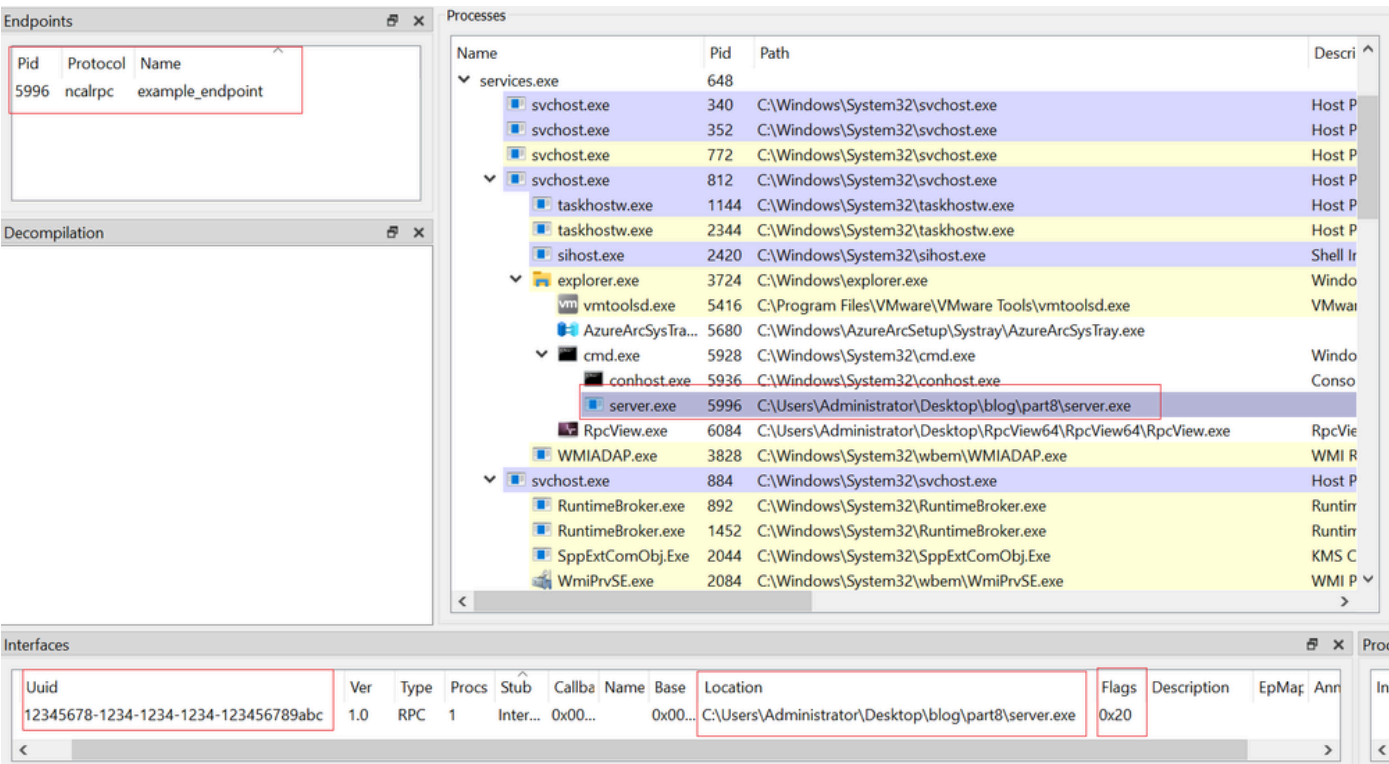 Endpoints
Pid Protocol Name
5996 ncalrpc example_endpoint
Decompilation
Processes
Name Pid Path Descri
services.exe 648
svchost.exe 340 C:\Windows\System32\svchost.exe Host P
svchost.exe 352 C:\Windows\System32\svchost.exe Host P
svchost.exe 772 C:\Windows\System32\svchost.exe Host P
svchost.exe 812 C:\Windows\System32\svchost.exe Host P
taskhostw.exe 1144 C:\Windows\System32\taskhostw.exe Host P
taskhostw.exe 2344 C:\Windows\System32\taskhostw.exe Host P
sihost.exe 2420 C:\Windows\System32\sihost.exe Shell Ir
explorer.exe 3724 C:\Windows\explorer.exe Windo
vm vmtoolsd.exe 5416 C:\Program Files\VMware\VMware Tools\vmtoolsd.exe VMwar
AzureArcSysTra... 5680 C:\Windows\AzureArcSetup\Systray\AzureArcSysTray.exe
cmd.exe 5928 C:\Windows\System32\cmd.exe Windo
conhost.exe 5936 C:\Windows\System32\conhost.exe Conso
server.exe 5996 C:\Users\Administrator\Desktop\blog\part8\server.exe
RpcView.exe 6084 C:\Users\Administrator\Desktop\RpcView64\RpcView64\RpcView.exe RpcVie
WMIADAP.exe 3828 C:\Windows\System32\wbem\WMIADAP.exe WMI R
svchost.exe 884 C:\Windows\System32\svchost.exe Host P
RuntimeBroker.exe 892 C:\Windows\System32\RuntimeBroker.exe Runtim
RuntimeBroker.exe 1452 C:\Windows\System32\RuntimeBroker.exe Runtim
SppExtComObj.Exe 2044 C:\Windows\System32\SppExtComObj.Exe KMS C
WmiPrvSE.exe 2084 C:\Windows\System32\wbem\WmiPrvSE.exe WMI P
Interfaces
Uuid Ver Type Procs Stub Callba Name Base Location Flags Description EpMap Ann
12345678-1234-1234-1234-123456789abc 1.0 RPC 1 Inter... 0x00... 0x00... C:\Users\Administrator\Desktop\blog\part8\server.exe 0x20
Proc
In